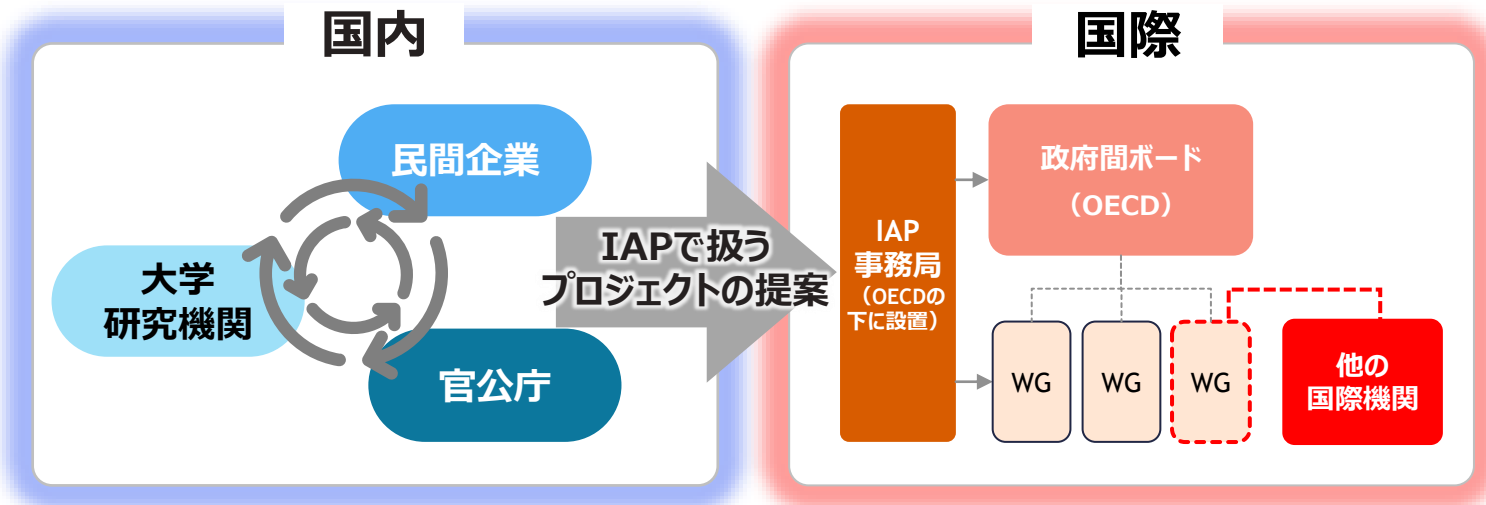 国内
民間企業
大学
研究機関
官公庁
IAPで扱う
プロジェクトの提案
国際
IAP
事務局
（OECDの
下に設置）
政府間ボード
（OECD）
WG
WG
WG
他の
国際機関